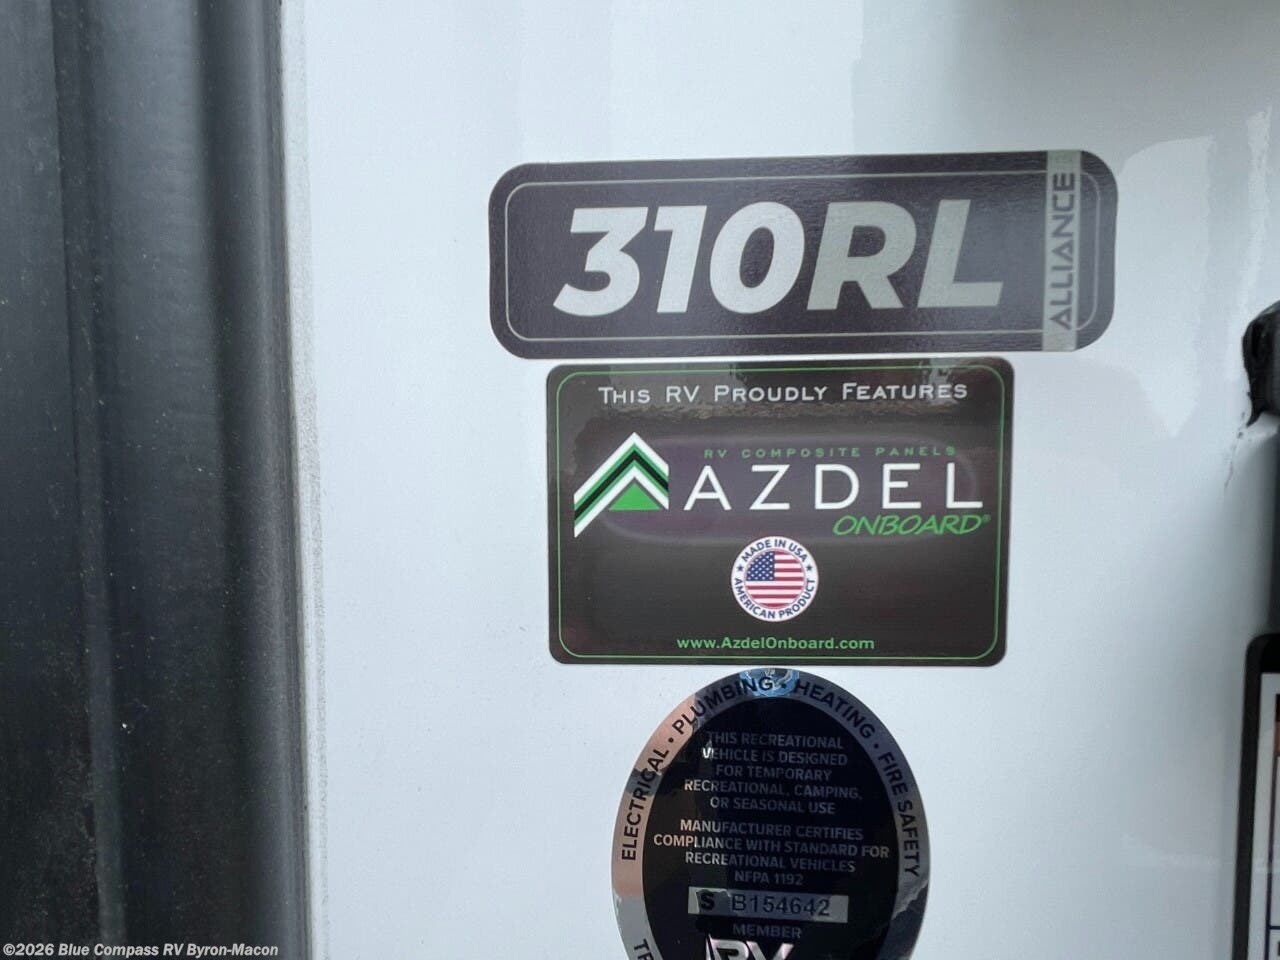 310RL
ALLIANCE
THIS RV PROUDLY FEATURES
RV COMPOSITE PANELS
AZDEL
ONBOARD®
MADE IN USA
AMERICAN PRODUCT
www.AzdelOnboard.com
ELECTRICAL • PLUMBING • HEATING • FIRE SAFETY
THIS RECREATIONAL
VEHICLE IS DESIGNED
FOR TEMPORARY
RECREATIONAL, CAMPING,
OR SEASONAL USE
MANUFACTURER CERTIFIES
COMPLIANCE WITH STANDARD FOR
RECREATIONAL VEHICLES
NFPA 1192
S B154642
MEMBER
RV
©2026 Blue Compass RV Byron-Macon